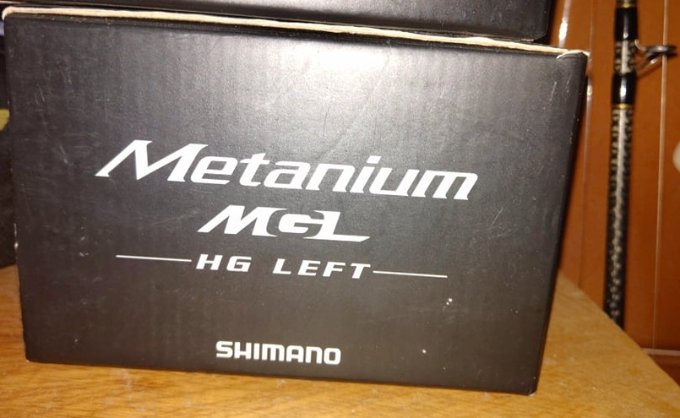 Metanium
MGL
HG LEFT
SHIMANO